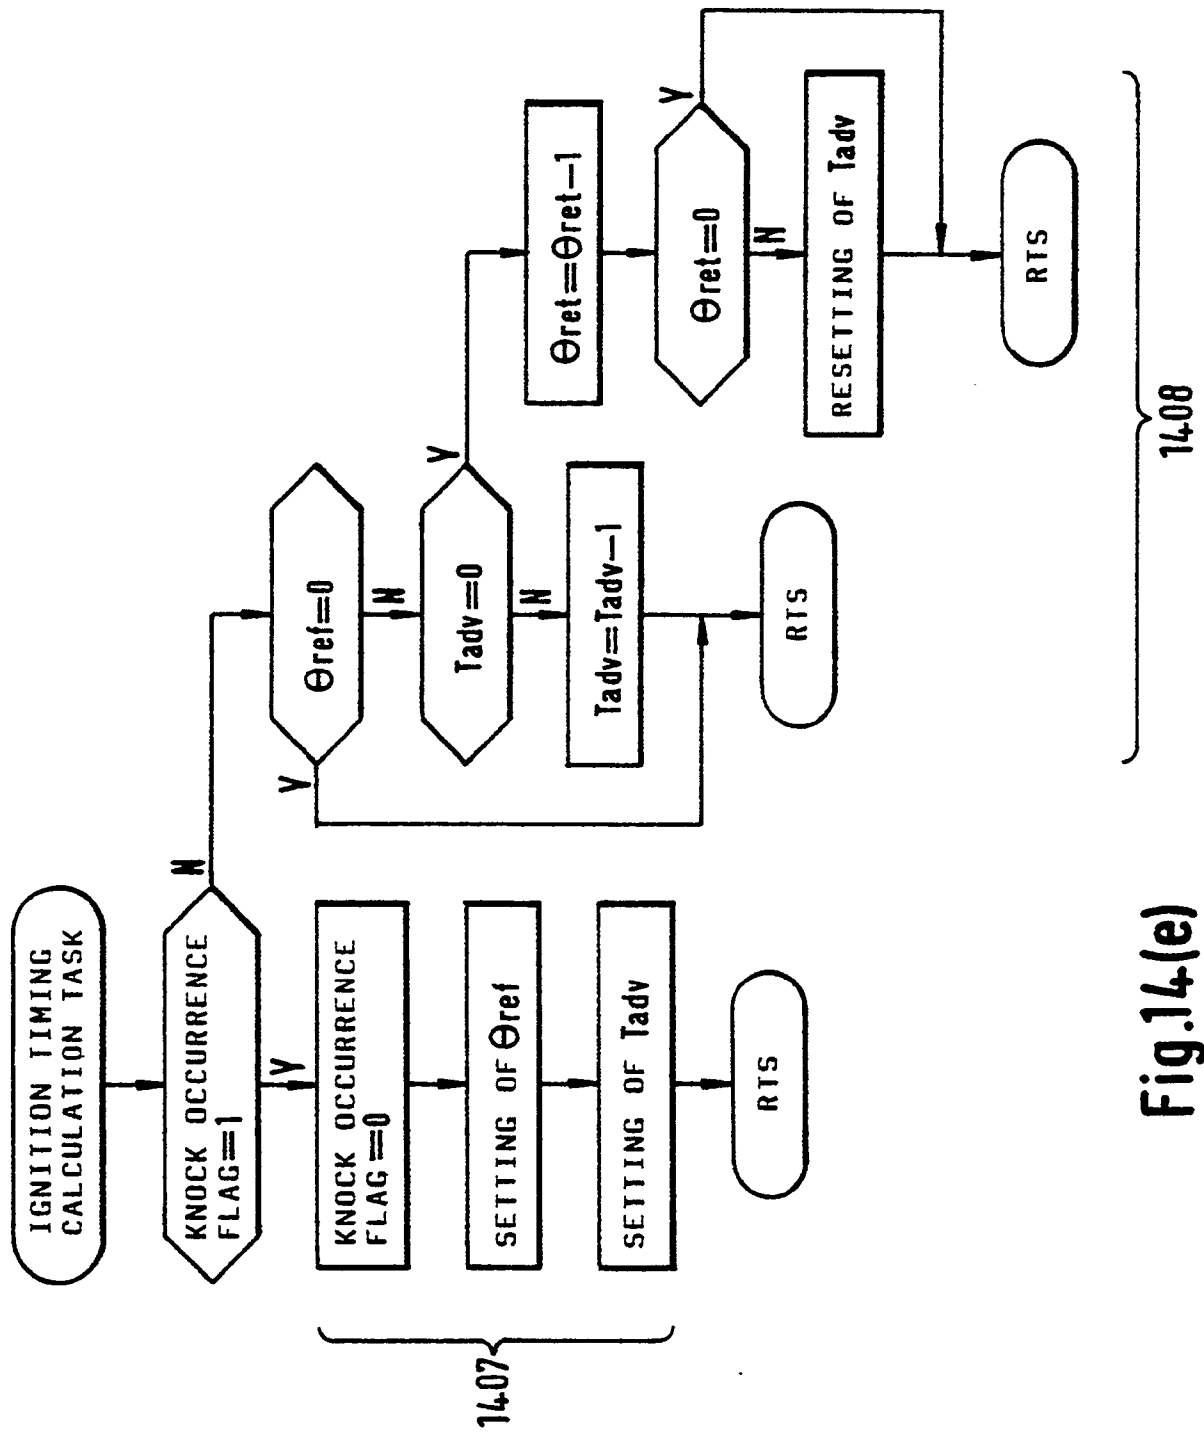 IGNITION TIMING
CALCULATION TASK
KNOCK OCCURRENCE
FLAG=1
N
Y
KNOCK OCCURRENCE
FLAG=0
SETTING OF Θref
SETTING OF Tadv
RTS
1407
Θref=0
Y
N
Tadv=0
Y
N
Tadv=Tadv-1
RTS
Θret=Θret-1
Θret=0
Y
N
RESETTING OF Tadv
RTS
1408
Fig.14(e)